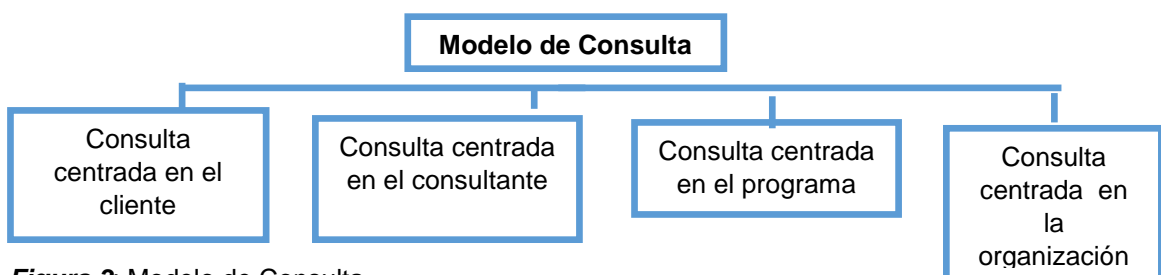 Modelo de Consulta
Consulta
centrada en el
cliente
Consulta centrada
en el consultante
Consulta centrada
en el programa
Consulta
centrada en
la
organización
Figura 2: Modelo de Consulta